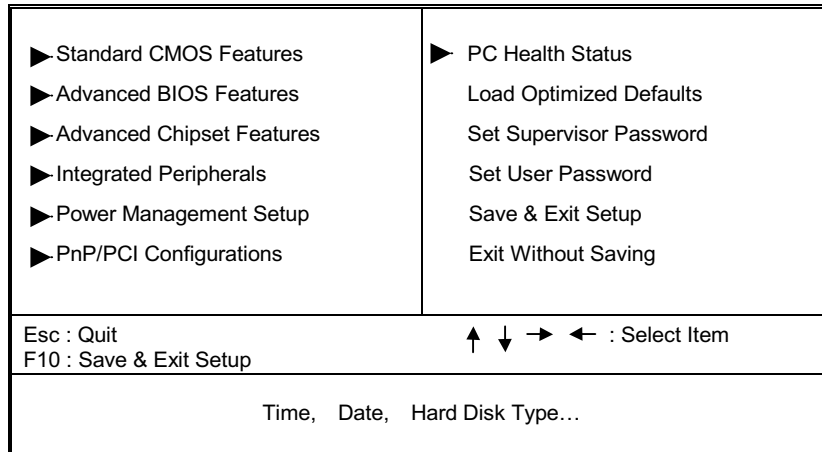 Standard CMOS Features
Advanced BIOS Features
Advanced Chipset Features
Integrated Peripherals
Power Management Setup
PnP/PCI Configurations
PC Health Status
Load Optimized Defaults
Set Supervisor Password
Set User Password
Save & Exit Setup
Exit Without Saving
Esc : Quit
F10 : Save & Exit Setup
↑ ↓ → ← : Select Item
Time, Date, Hard Disk Type…